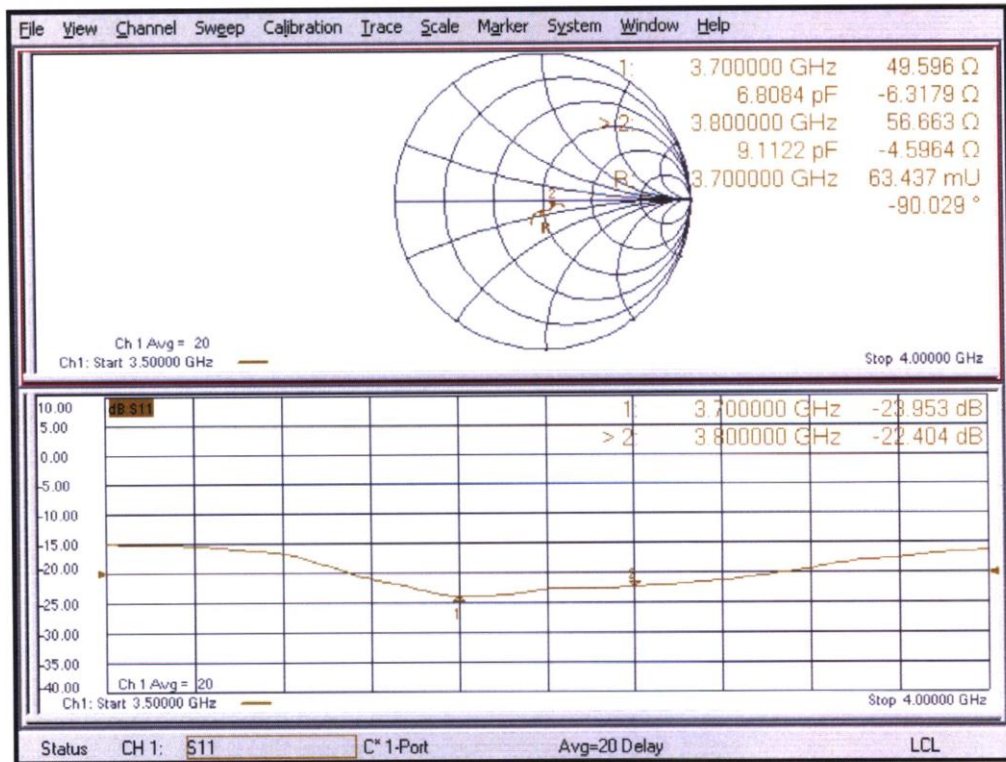 File View Channel Sweep Calibration Trace Scale Marker System Window Help
1: 3.700000 GHz 49.596 Ω
6.8084 pF -6.3179 Ω
> 2: 3.800000 GHz 56.663 Ω
9.1122 pF -4.5964 Ω
R: 3.700000 GHz 63.437 mU
-90.029 °
2
R
Ch 1 Avg = 20
Ch1: Start 3.50000 GHz
Stop 4.00000 GHz
10.00
dB S11
1: 3.700000 GHz -23.953 dB
5.00
> 2: 3.800000 GHz -22.404 dB
0.00
-5.00
-10.00
-15.00
-20.00
2
-25.00
1
-30.00
-35.00
-40.00
Ch 1 Avg = 20
Ch1: Start 3.50000 GHz
Stop 4.00000 GHz
Status CH 1: S11 C* 1-Port Avg=20 Delay LCL